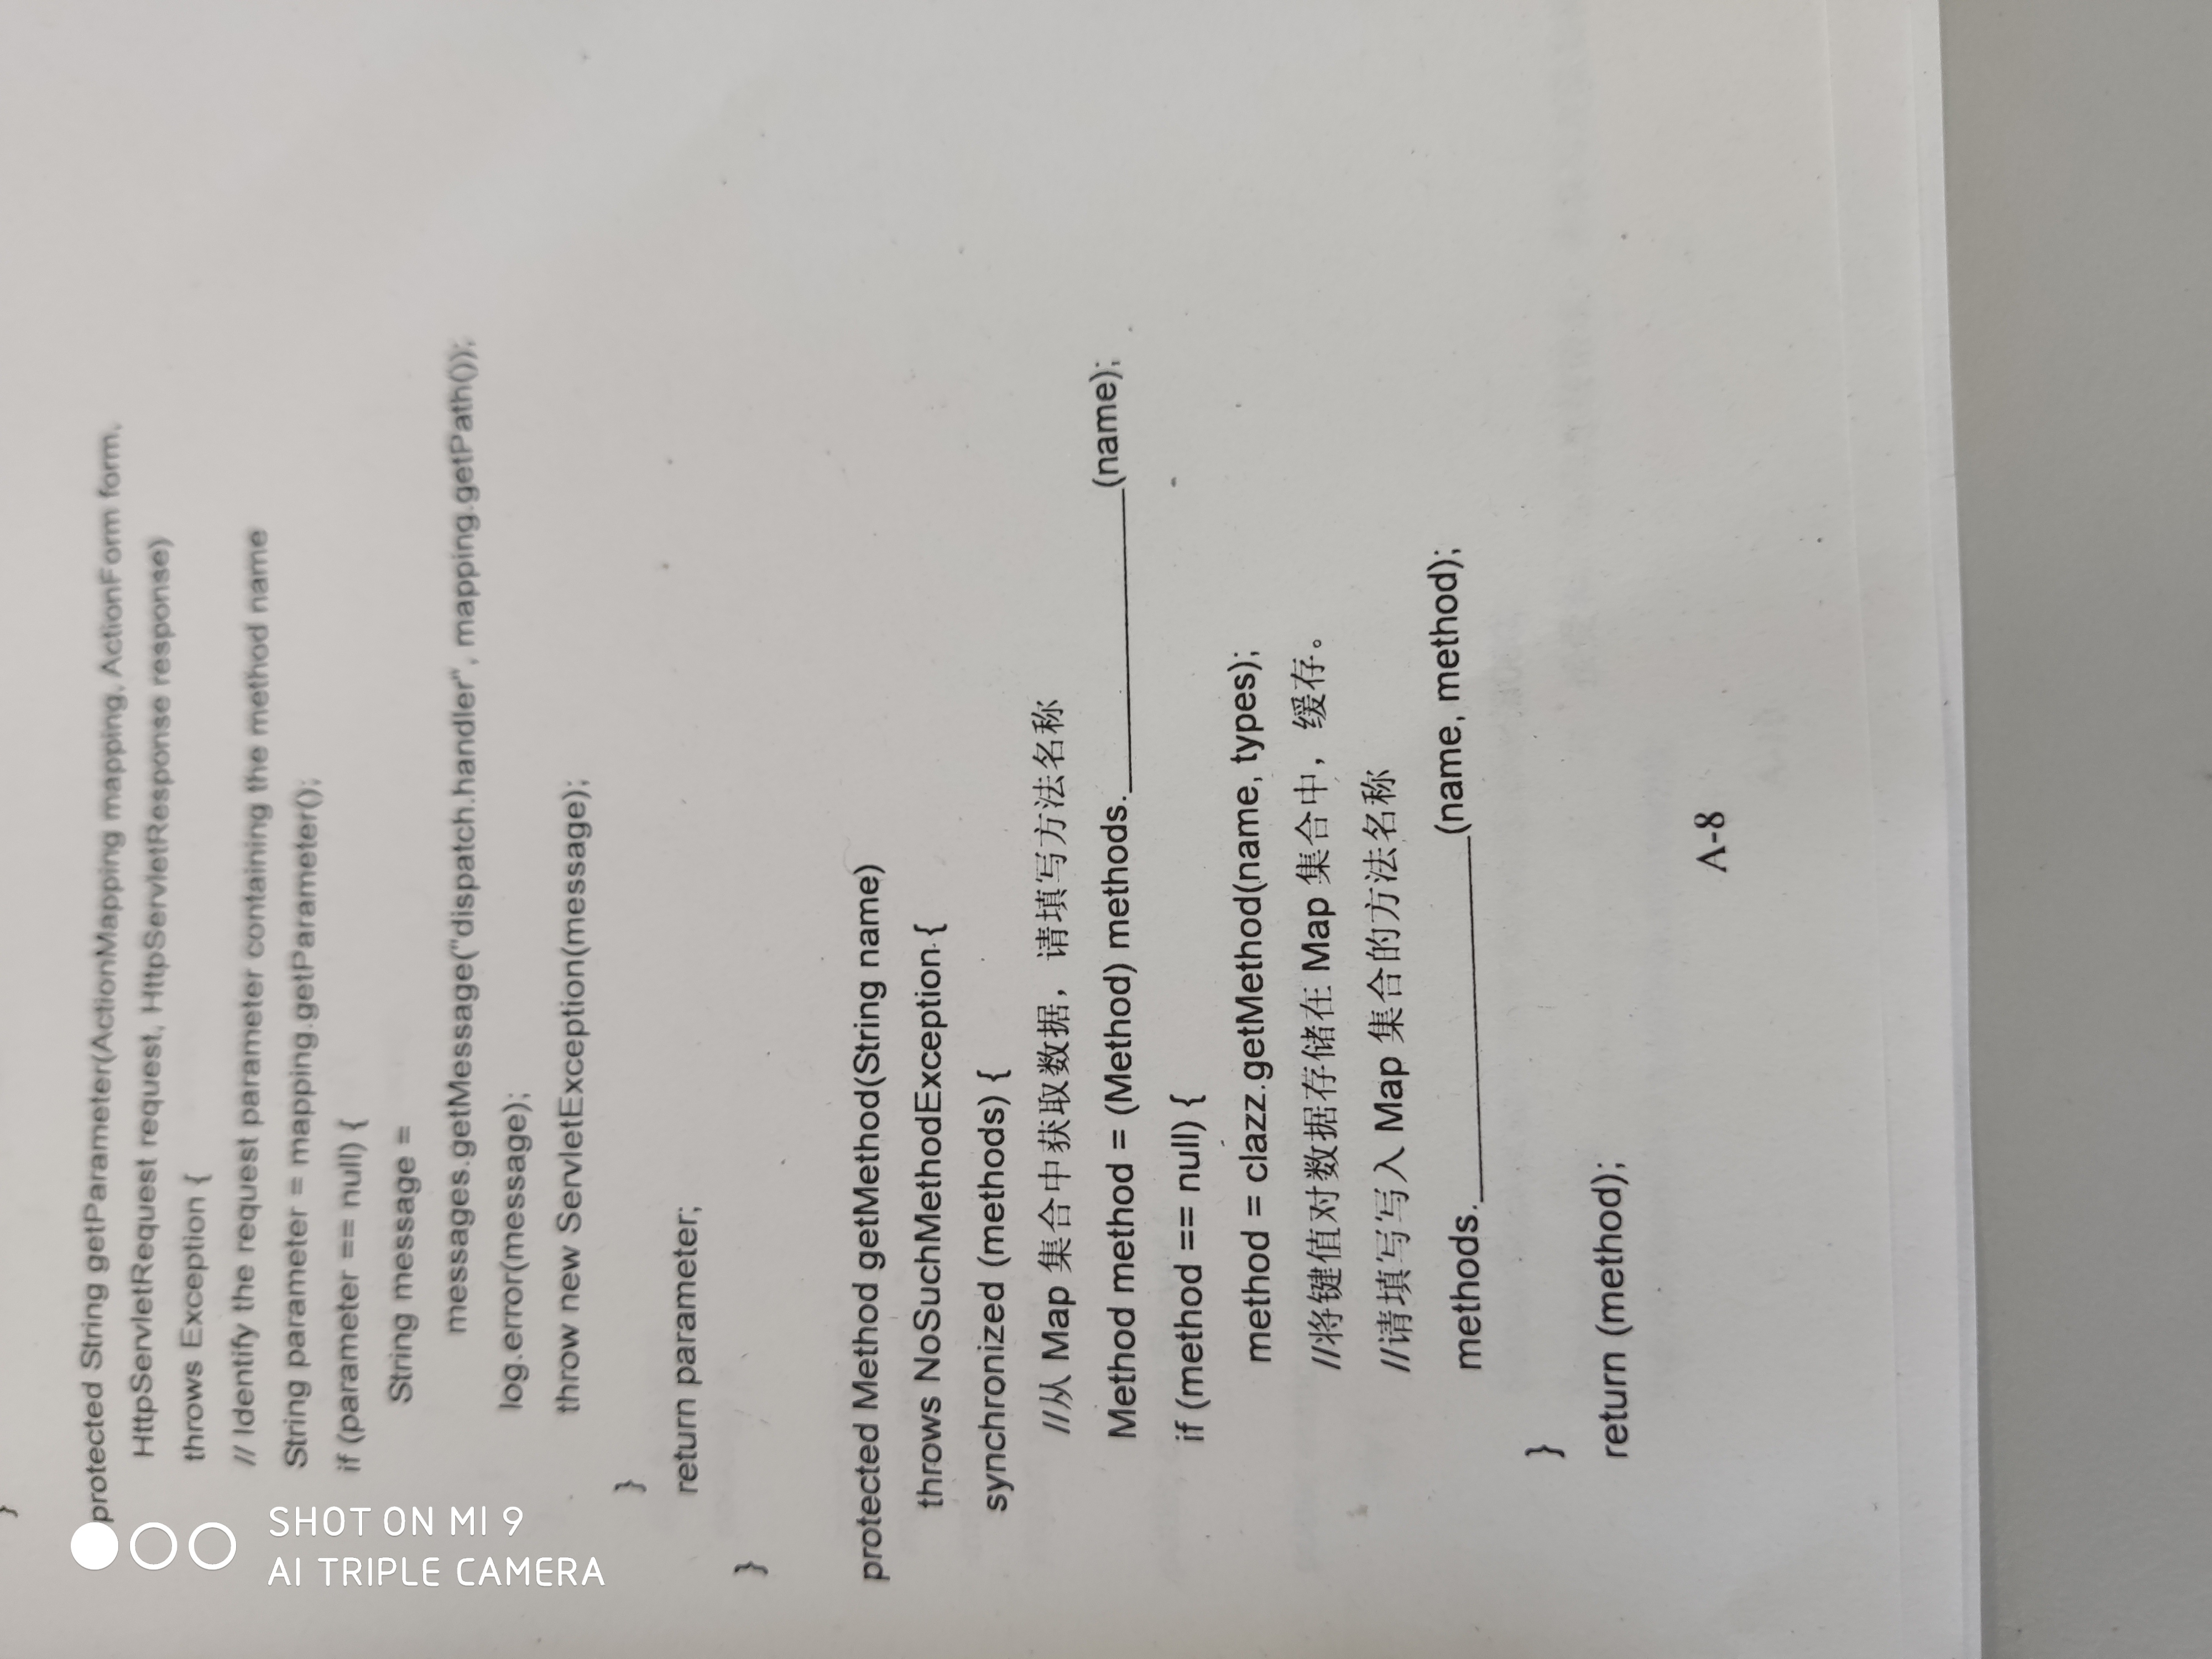 }
protected String getParameter(ActionMapping mapping, ActionForm form,
HttpServletRequest request, HttpServletResponse response)
throws Exception {
// Identify the request parameter containing the method name
String parameter = mapping.getParameter();
if (parameter == null) {
String message =
messages.getMessage("dispatch.handler", mapping.getPath());
log.error(message);
throw new ServletException(message);
}
return parameter;
}
protected Method getMethod(String name)
throws NoSuchMethodException {
synchronized (methods) {
//从 Map 集合中获取数据，请填写方法名称
Method method = (Method) methods.____________(name);
if (method == null) {
method = clazz.getMethod(name, types);
//将键值对数据存储在 Map 集合中，缓存。
//请填写写入 Map 集合的方法名称
methods.______________(name, method);
}
return (method);
A-8
SHOT ON MI 9
AI TRIPLE CAMERA